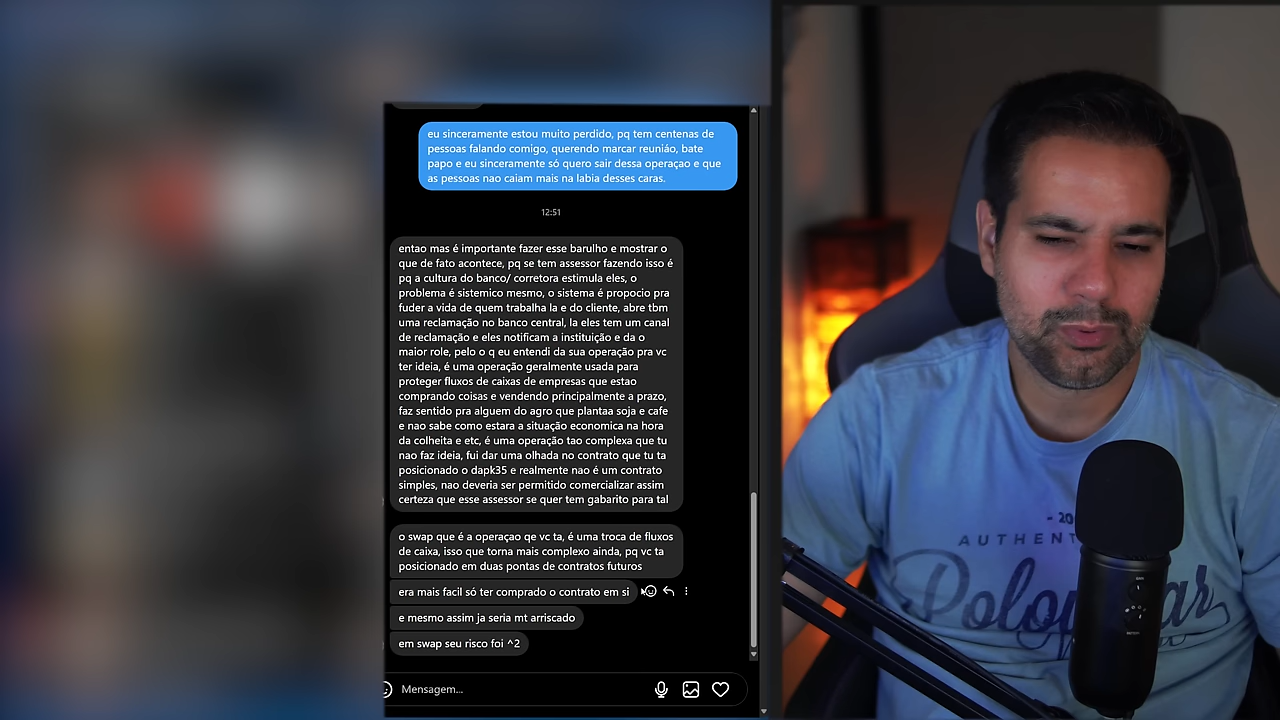 eu sinceramente estou muito perdido, pq tem centenas de
pessoas falando comigo, querendo marcar reunião, bate
papo e eu sinceramente só quero sair dessa operaçao e que
as pessoas nao caiam mais na labia desses caras.
12:51
entao mas é importante fazer esse barulho e mostrar o
que de fato acontece, pq se tem assessor fazendo isso é
pq a cultura do banco/ corretora estimula eles, o
problema é sistemico mesmo, o sistema é propocio pra
fuder a vida de quem trabalha la e do cliente, abre tbm
uma reclamação no banco central, la eles tem um canal
de reclamação e eles notificam a instituição e da o
maior role, pelo o q eu entendi da sua operação pra vc
ter ideia, é uma operação geralmente usada para
proteger fluxos de caixas de empresas que estao
comprando coisas e vendendo principalmente a prazo,
faz sentido pra alguem do agro que plantaa soja e cafe
e nao sabe como estara a situação economica na hora
da colheita e etc, é uma operação tao complexa que tu
nao faz ideia, fui dar uma olhada no contrato que tu ta
posicionado o dapk35 e realmente nao é um contrato
simples, nao deveria ser permitido comercializar assim
certeza que esse assessor se quer tem gabarito para tal
o swap que é a operaçao qe vc ta, é uma troca de fluxos
de caixa, isso que torna mais complexo ainda, pq vc ta
posicionado em duas pontas de contratos futuros
era mais facil só ter comprado o contrato em si
e mesmo assim ja seria mt arriscado
em swap seu risco foi ^2
Mensagem...
- 20
AUTHENT